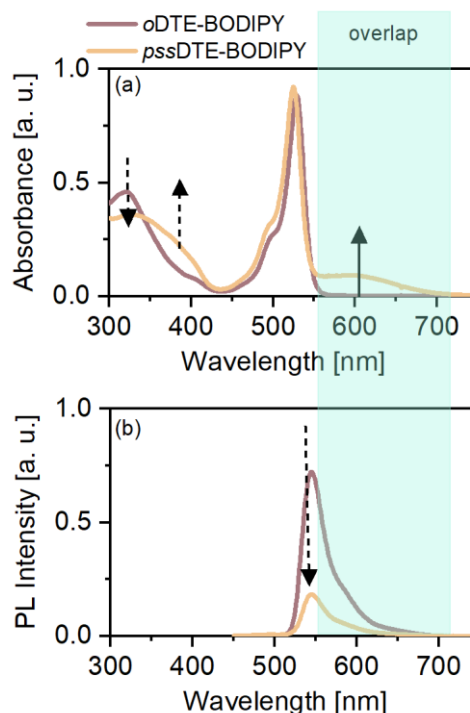 oDTE-BODIPY
pssDTE-BODIPY
overlap
(a)
Absorbance [a. u.]
1.0
0.5
0.0
300 400 500 600 700
Wavelength [nm]
(b)
PL Intensity [a. u.]
1.0
0.5
0.0
300 400 500 600 700
Wavelength [nm]